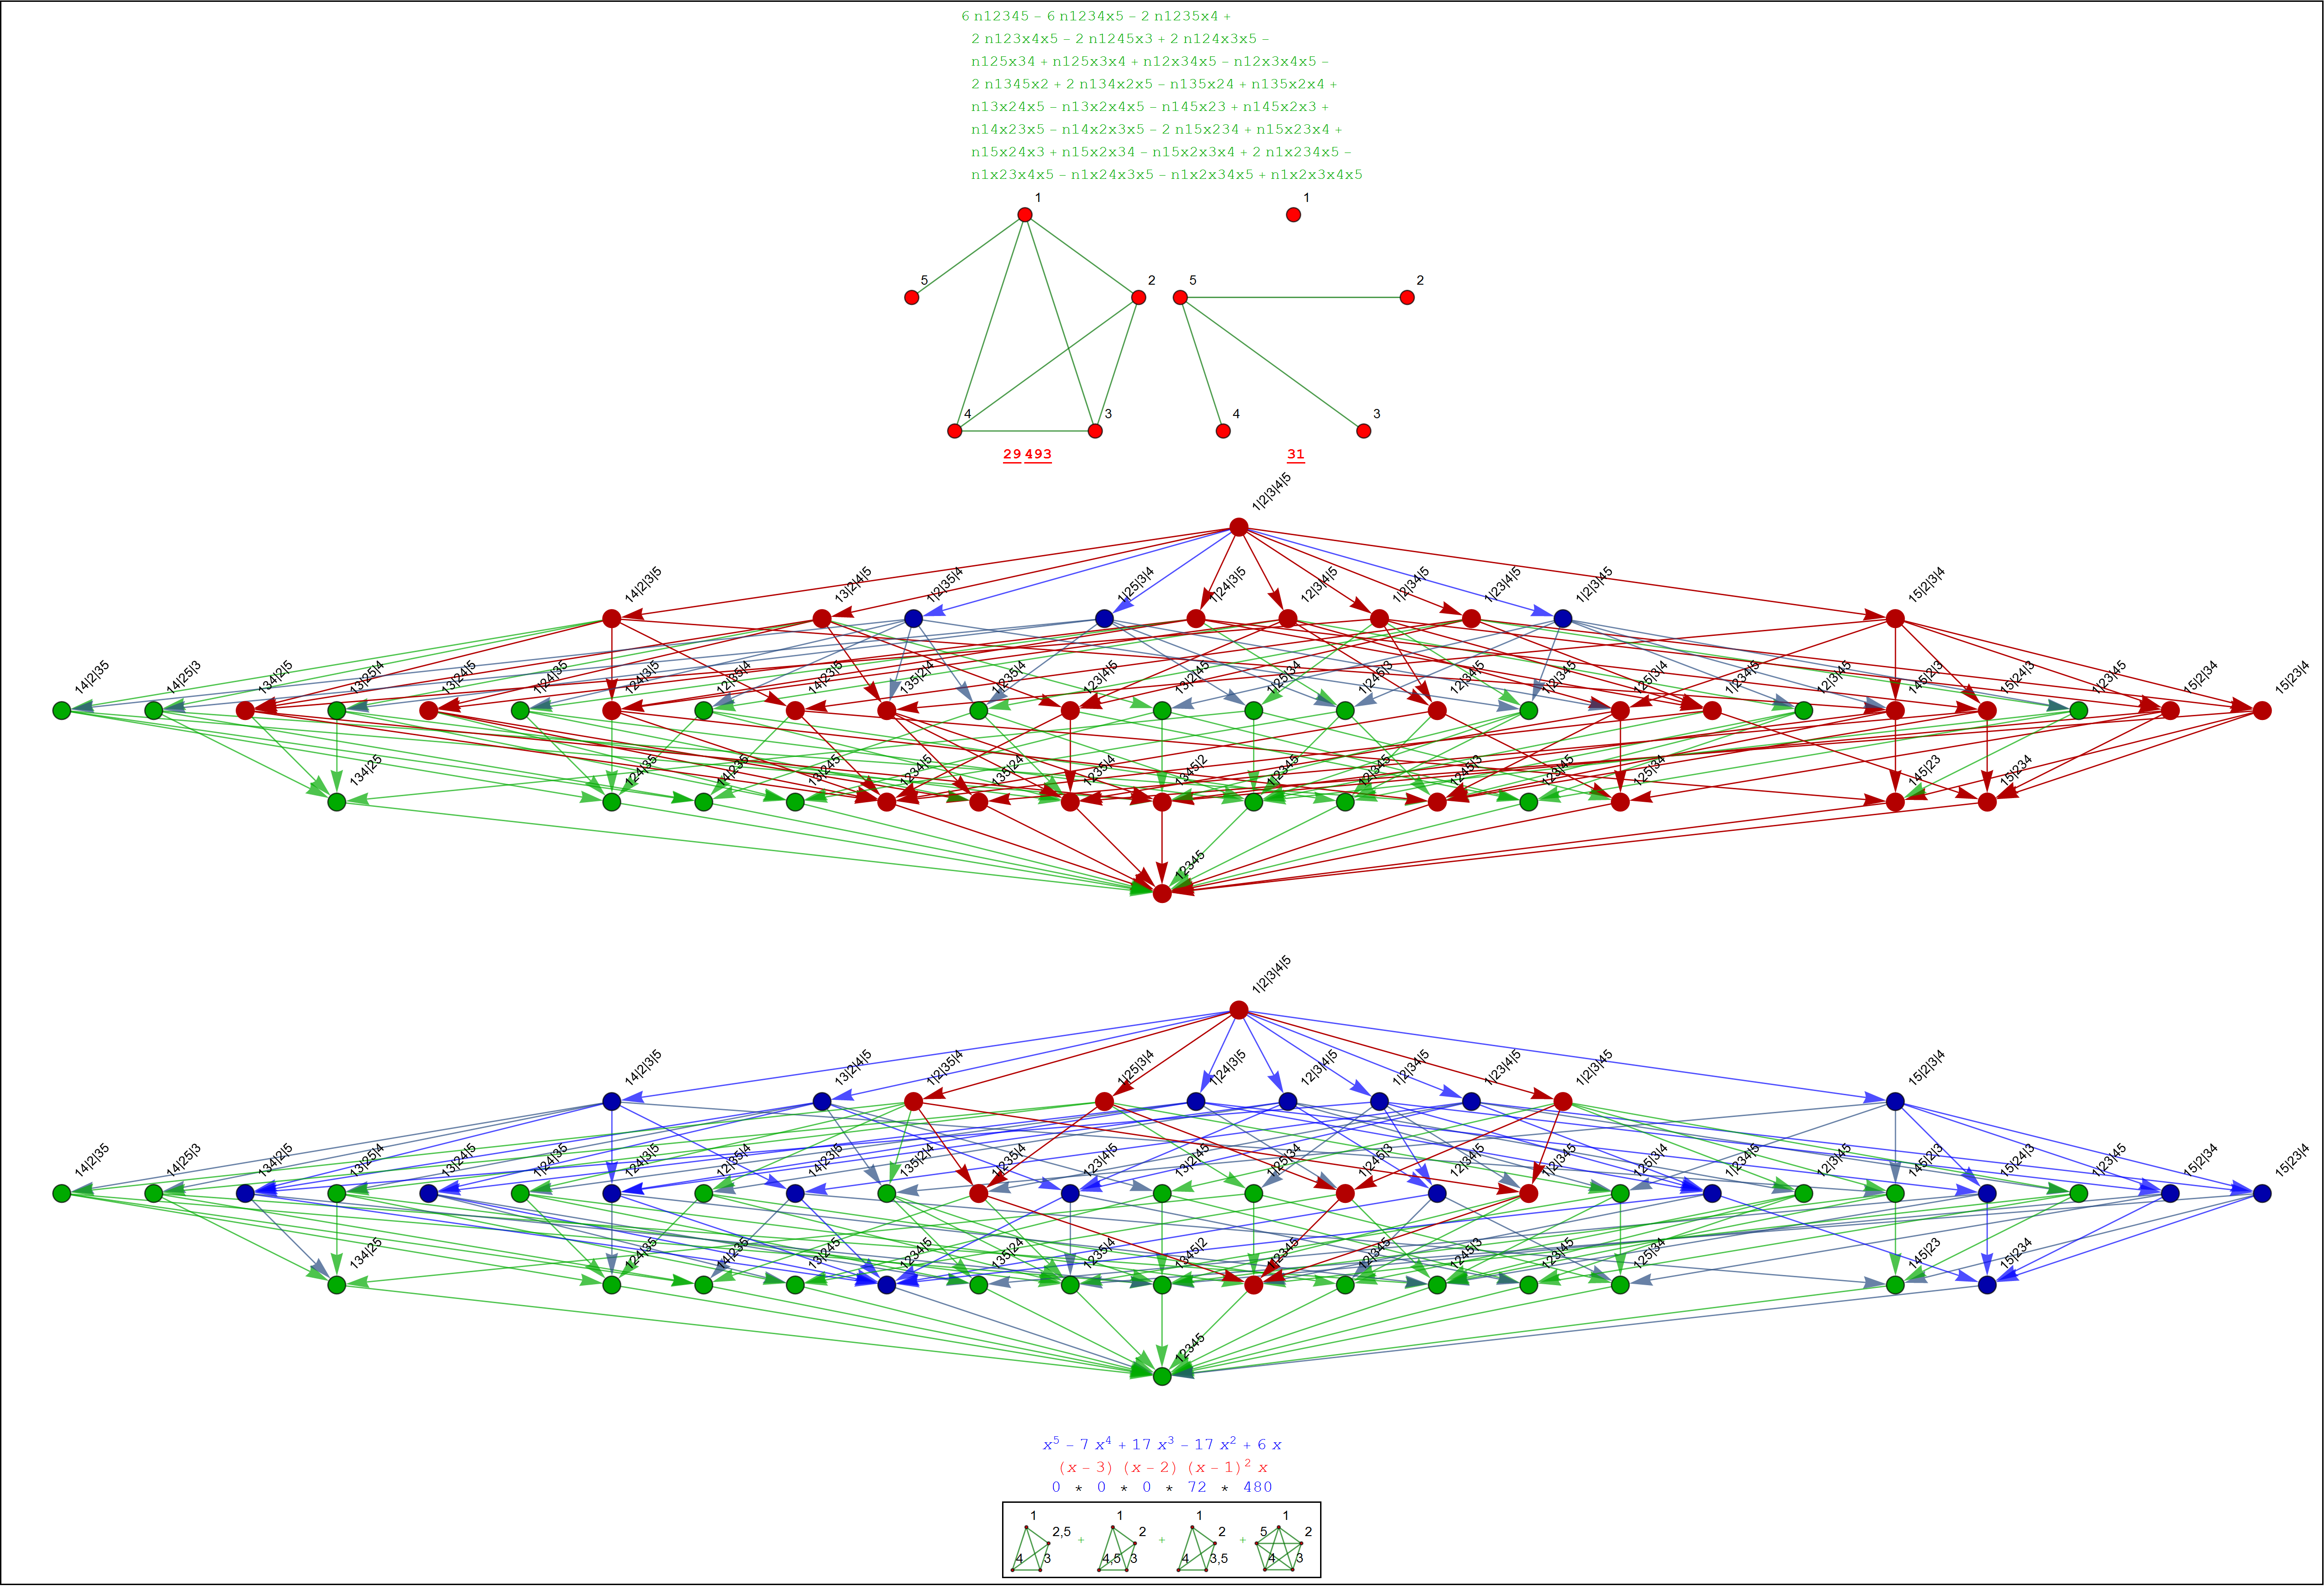 6 n12345 – 6 n1234x5 – 2 n1235x4 +
2 n123x4x5 – 2 n1245x3 + 2 n124x3x5 –
n125x34 + n125x3x4 + n12x34x5 – n12x3x4x5 –
2 n1345x2 + 2 n134x2x5 – n135x24 + n135x2x4 +
n13x24x5 – n13x2x4x5 – n145x23 + n145x2x3 +
n14x23x5 – n14x2x3x5 – 2 n15x234 + n15x23x4 +
n15x24x3 + n15x2x34 – n15x2x3x4 + 2 n1x234x5 –
n1x23x4x5 – n1x24x3x5 – n1x2x34x5 + n1x2x3x4x5
1 1
5 2 5 2
4 3 4 3
29 493 31
1|2|3|4|5
14|2|3|5 13|2|4|5 1|2|35|4 1|25|3|4 1|24|3|5 12|3|4|5 1|2|34|5 1|23|4|5 1|2|3|45 15|2|3|4
14|2|35 14|25|3 134|2|5 13|25|4 13|24|5 1|24|35 124|3|5 12|35|4 14|23|5 135|2|4 1|235|4 123|4|5 13|2|45 1|25|34 1|245|3 12|34|5 1|2|345 125|3|4 1|234|5 12|3|45 145|2|3 15|24|3 1|23|45 15|2|34 15|23|4
134|25 124|35 14|235 13|245 1234|5 135|24 1235|4 1345|2 1|2345 12|345 1245|3 123|45 125|34 145|23 15|234
12345
1|2|3|4|5
14|2|3|5 13|2|4|5 1|2|35|4 1|25|3|4 1|24|3|5 12|3|4|5 1|2|34|5 1|23|4|5 1|2|3|45 15|2|3|4
14|2|35 14|25|3 134|2|5 13|25|4 13|24|5 1|24|35 124|3|5 12|35|4 14|23|5 135|2|4 1|235|4 123|4|5 13|2|45 1|25|34 1|245|3 12|34|5 1|2|345 125|3|4 1|234|5 12|3|45 145|2|3 15|24|3 1|23|45 15|2|34 15|23|4
134|25 124|35 14|235 13|245 1234|5 135|24 1235|4 1345|2 1|2345 12|345 1245|3 123|45 125|34 145|23 15|234
12345
x⁵ – 7 x⁴ + 17 x³ – 17 x² + 6 x
(x – 3) (x – 2) (x – 1)² x
0 * 0 * 0 * 72 * 480
1 1 1 1
2,5 + 2 + 2 + 5 2
4 3 4,5 3 4 3,5 4 3